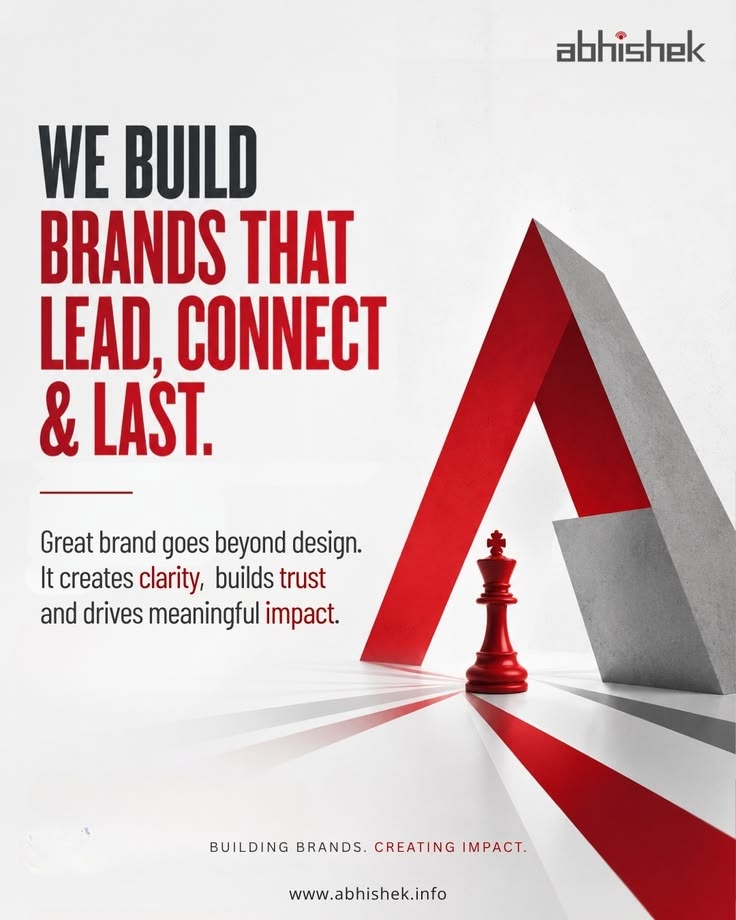 abhishek
WE BUILD
BRANDS THAT
LEAD, CONNECT
& LAST.
Great brand goes beyond design.
It creates clarity, builds trust
and drives meaningful impact.
BUILDING BRANDS. CREATING IMPACT.
www.abhishek.info